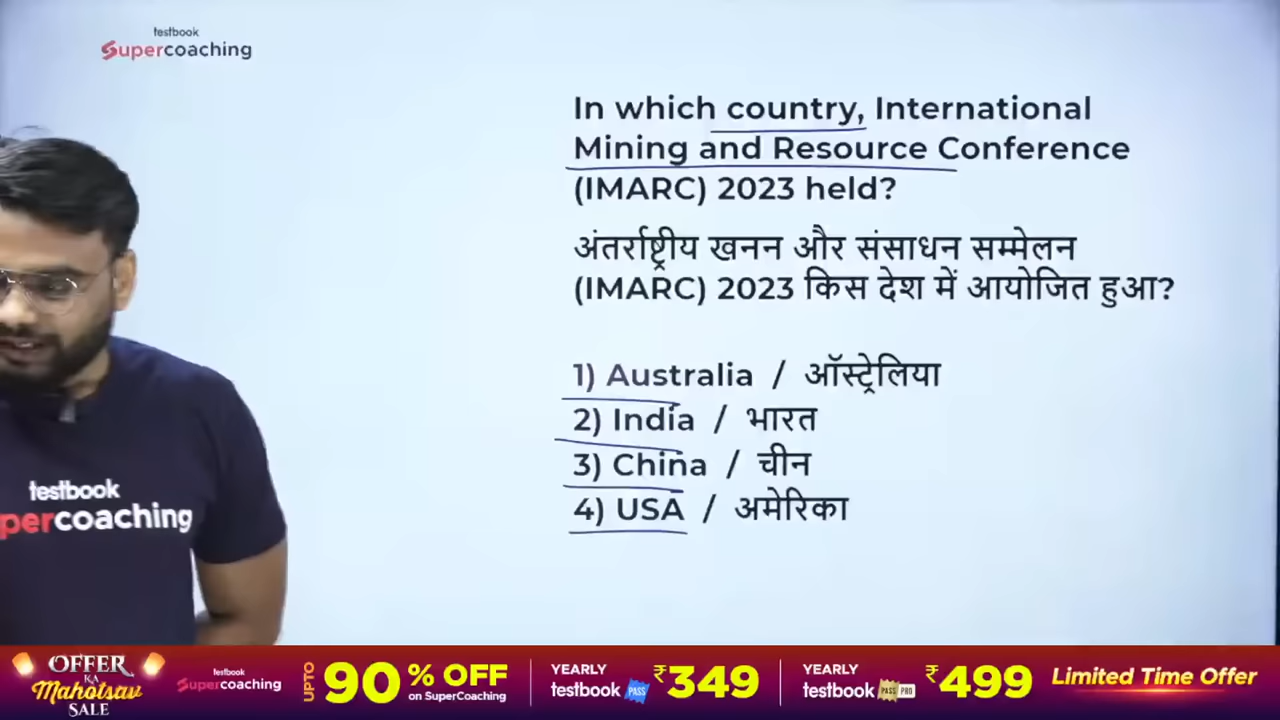 testbook
Supercoaching
In which country, International
Mining and Resource Conference
(IMARC) 2023 held?
अंतर्राष्ट्रीय खनन और संसाधन सम्मेलन
(IMARC) 2023 किस देश में आयोजित हुआ?
1) Australia / ऑस्ट्रेलिया
2) India / भारत
3) China / चीन
4) USA / अमेरिका
testbook
percoaching
OFFER
KA
Mahotsav
SALE
testbook
Supercoaching
UPTO
90% OFF
on SuperCoaching
YEARLY
testbook PASS
₹349
YEARLY
testbook PASS PRO
₹499
Limited Time Offer